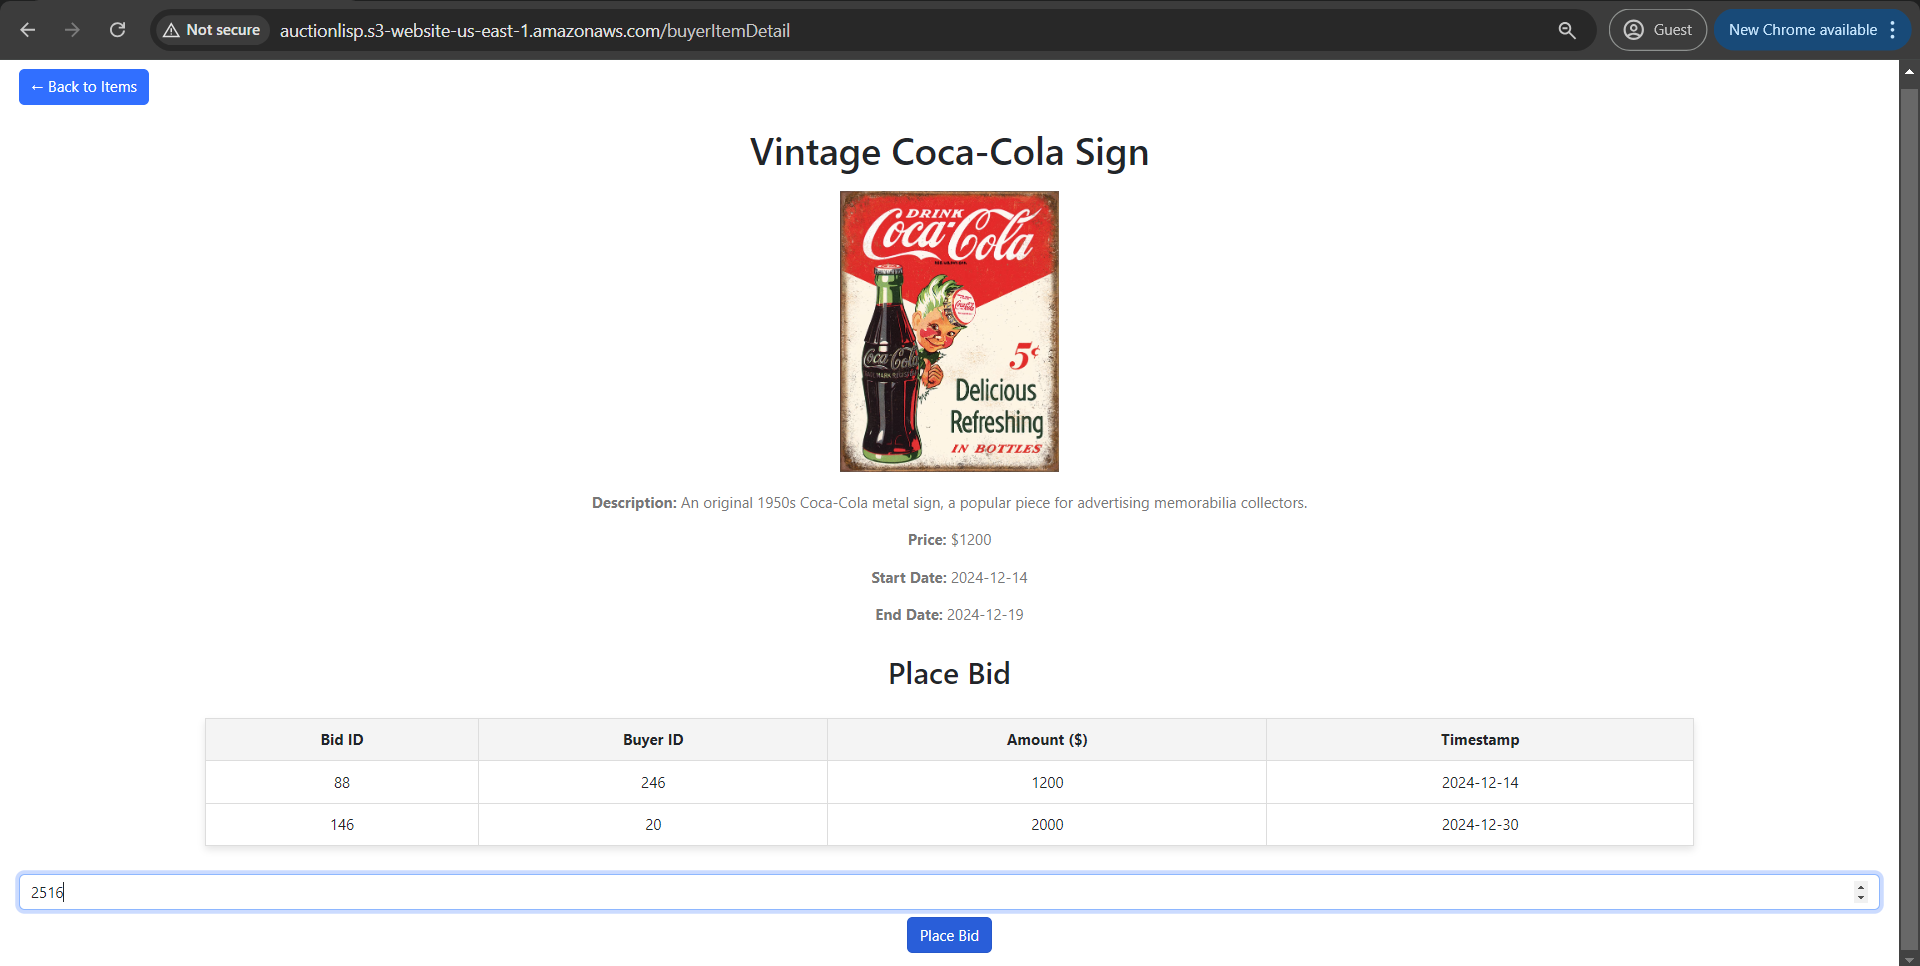 Not secure
auctionlisp.s3-website-us-east-1.amazonaws.com/buyerItemDetail
Guest
New Chrome available
← Back to Items
Vintage Coca-Cola Sign
DRINK
Coca-Cola
5¢
Coca-Cola
Delicious
Refreshing
IN BOTTLES
Description: An original 1950s Coca-Cola metal sign, a popular piece for advertising memorabilia collectors.
Price: $1200
Start Date: 2024-12-14
End Date: 2024-12-19
Place Bid
Bid ID Buyer ID Amount ($) Timestamp
88 246 1200 2024-12-14
146 20 2000 2024-12-30
2516
Place Bid